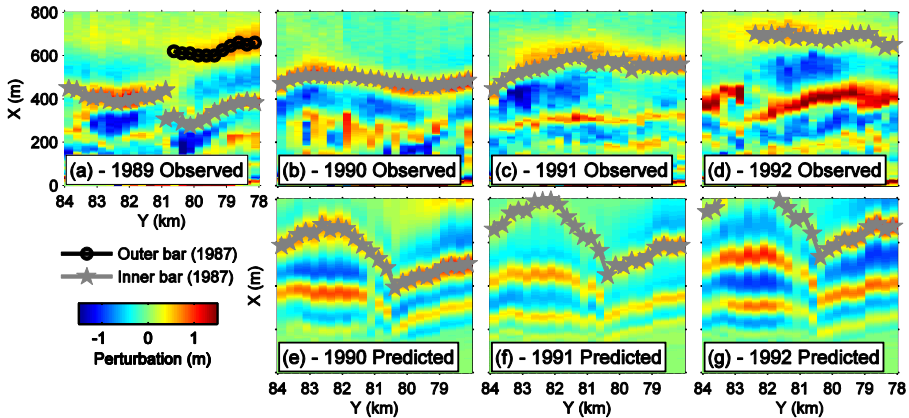 800
600
400
200
0
X (m)
(a) - 1989 Observed
(b) - 1990 Observed
(c) - 1991 Observed
(d) - 1992 Observed
84 83 82 81 80 79 78
Y (km)
Outer bar (1987)
Inner bar (1987)
-1 0 1
Perturbation (m)
X (m)
(e) - 1990 Predicted
(f) - 1991 Predicted
(g) - 1992 Predicted
84 83 82 81 80 79 84 83 82 81 80 79 84 83 82 81 80 79 78
Y (km) Y (km) Y (km)